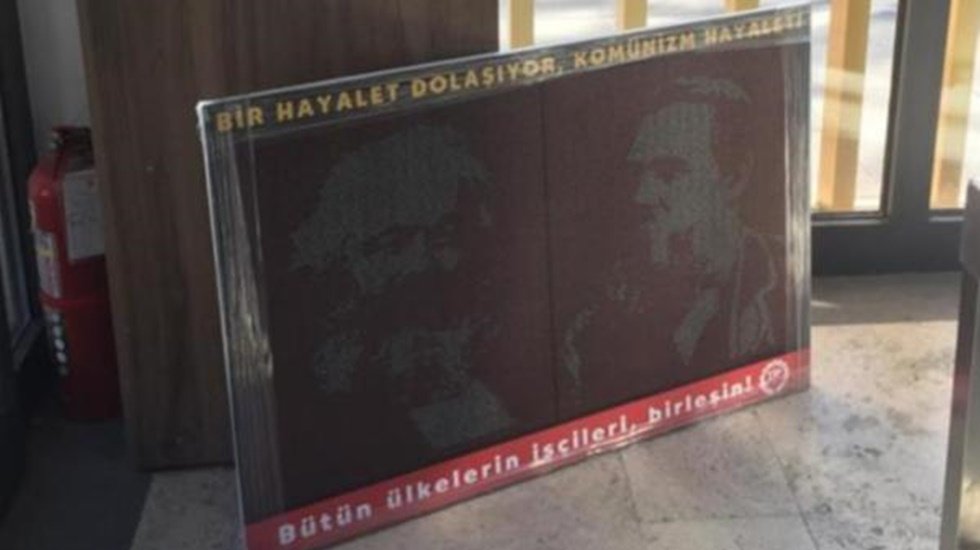 BİR HAYALET DOLAŞIYOR, KOMÜNİZM HAYALETİ
Bütün ülkelerin işçileri, birleşin!